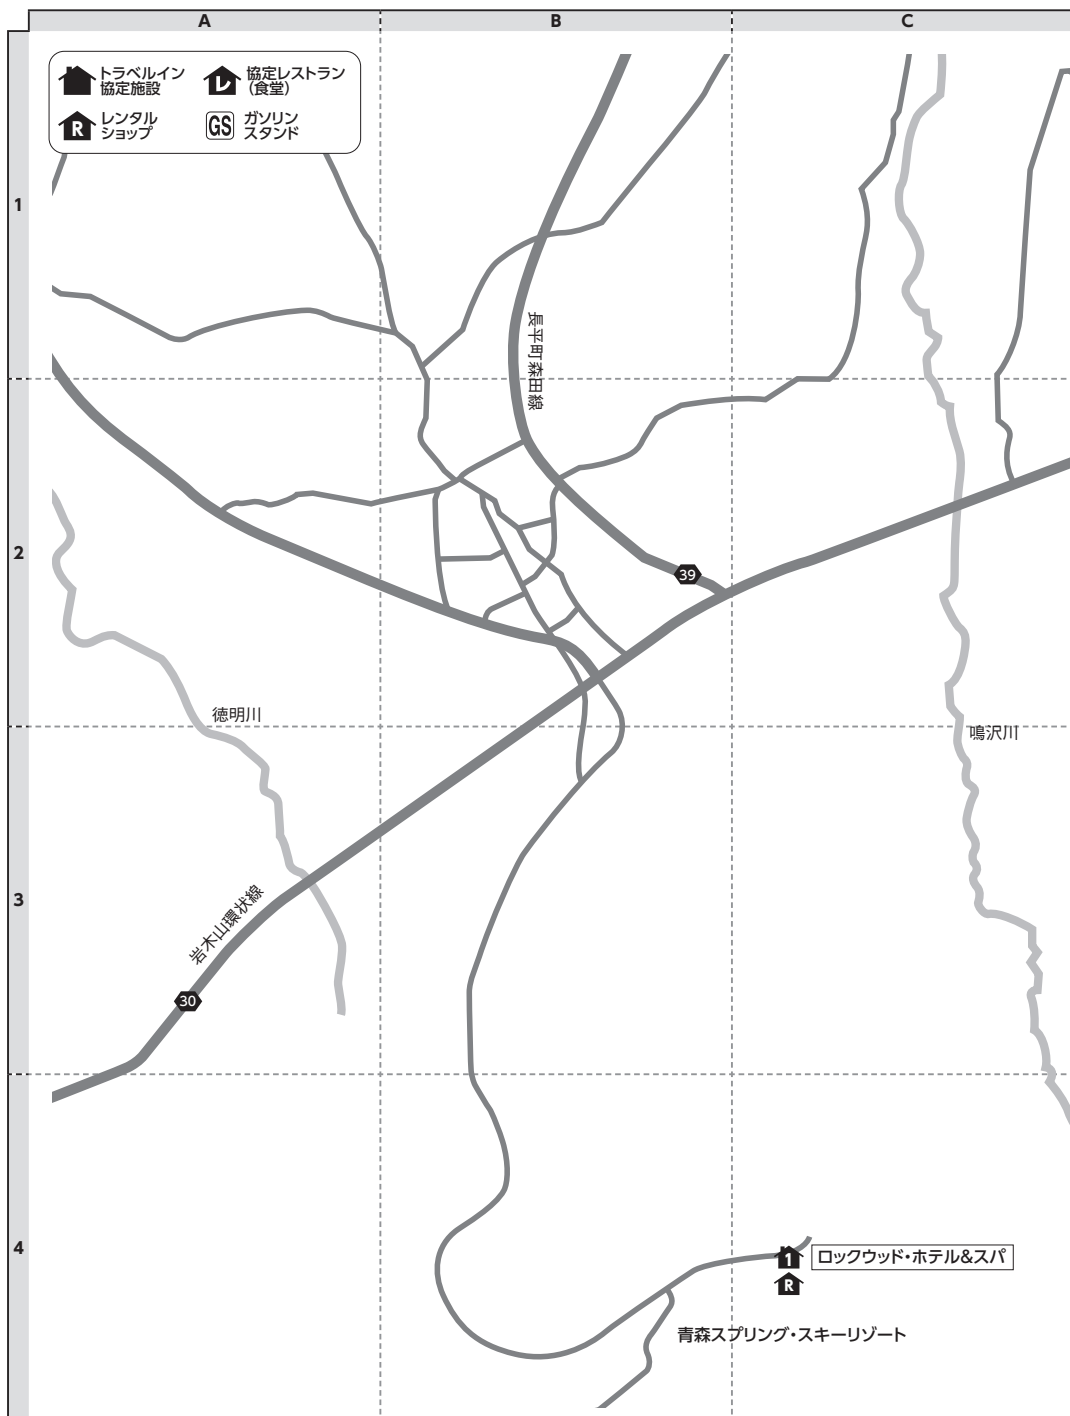 A
B
C
トラベルイン
協定施設
レ
協定レストラン
(食堂)
R
レンタル
ショップ
GS
ガソリン
スタンド
1
長平町森田線
2
39
徳明川
鳴沢川
3
岩木山環状線
30
4
1
ロックウッド・ホテル&スパ
R
青森スプリング・スキーリゾート